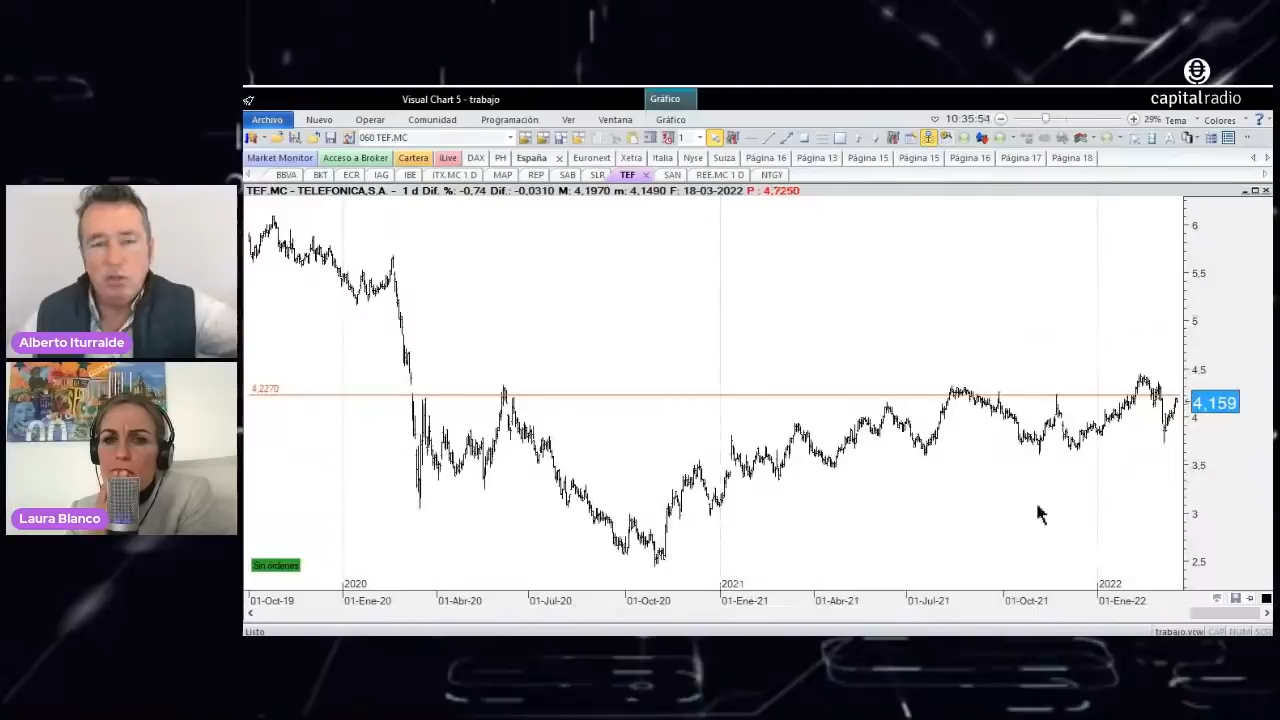 capitalradio
Visual Chart 5 - trabajo
Gráfico
Archivo Nuevo Operar Comunidad Programación Ver Ventana Gráfico
10:35:54 29% Tema Colores
060 TEF.MC
1
Market Monitor Acceso a Broker Cartera iLive DAX PH España Euronext Xetra Italia Nyse Suiza Página 16 Página 13 Página 15 Página 15 Página 16 Página 17 Página 18
BBVA BKT ECR IAG IBE ITX.MC 1 D MAP REP SAB SLR TEF SAN REE.MC 1 D NTGY
TEF.MC - TELEFONICA,S.A. - 1 d Dif. %: -0,74 Dif.: -0,0310 M: 4,1970 m: 4,1490 F: 18-03-2022 P : 4,7250
6
5,5
5
4,5
4,2270
4,159
4
3,5
3
2,5
Alberto Iturralde
Laura Blanco
Sin órdenes
2020 2021 2022
01-Oct-19 01-Ene-20 01-Abr-20 01-Jul-20 01-Oct-20 01-Ene-21 01-Abr-21 01-Jul-21 01-Oct-21 01-Ene-22
Listo
trabajo.vcw CAP NUM SCR